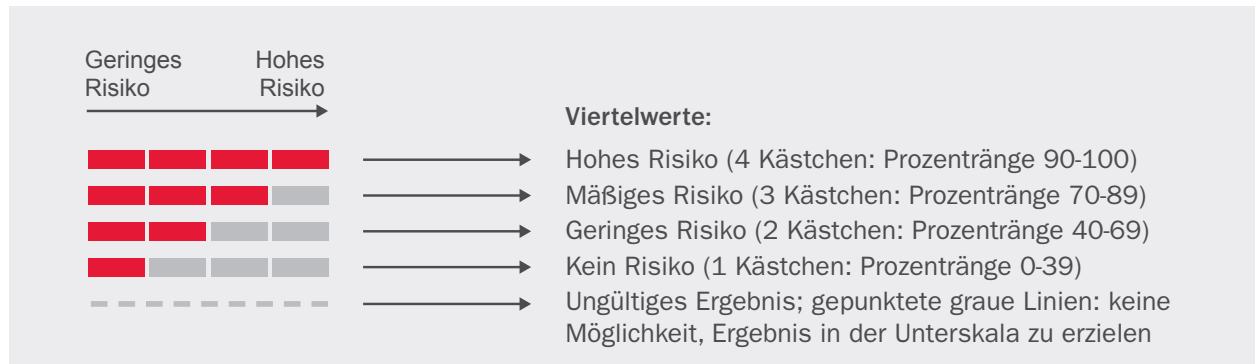 Geringes Risiko
Hohes Risiko
Viertelwerte:
Hohes Risiko (4 Kästchen: Prozentränge 90-100)
Mäßiges Risiko (3 Kästchen: Prozentränge 70-89)
Geringes Risiko (2 Kästchen: Prozentränge 40-69)
Kein Risiko (1 Kästchen: Prozentränge 0-39)
Ungültiges Ergebnis; gepunktete graue Linien: keine
Möglichkeit, Ergebnis in der Unterskala zu erzielen